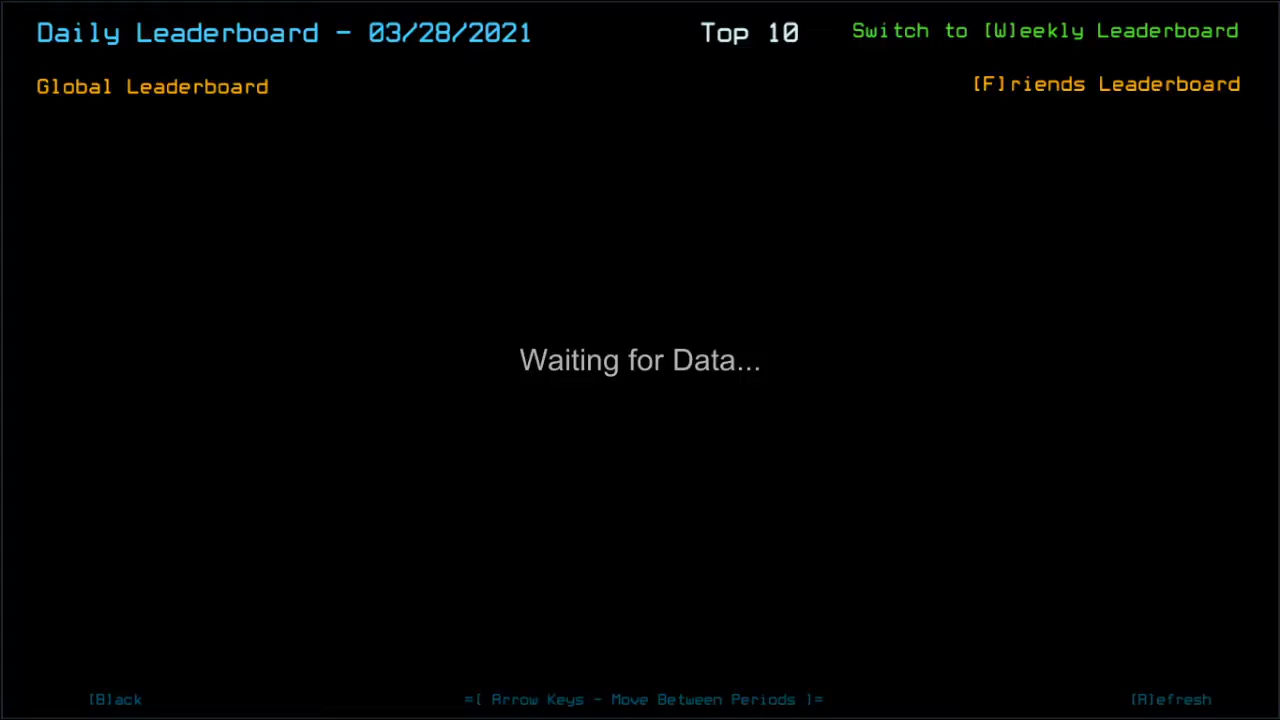 Daily Leaderboard - 03/28/2021
Top 10
Switch to [W]eekly Leaderboard
Global Leaderboard
[F]riends Leaderboard
Waiting for Data...
[B]ack
=[ Arrow Keys - Move Between Periods ]=
[R]efresh